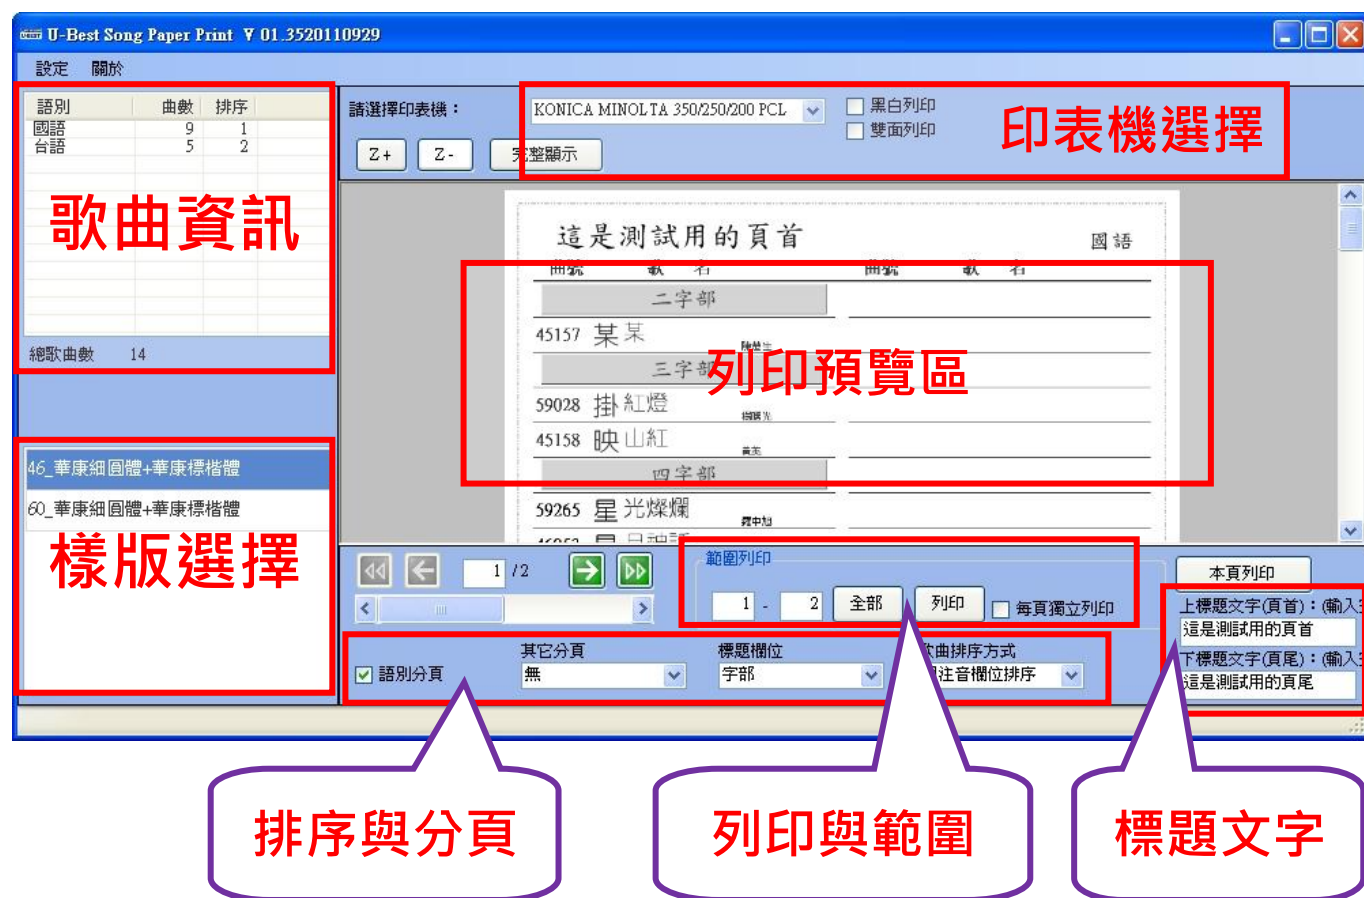 U-Best Song Paper Print V 01.3520110929
設定 關於
語別 曲數 排序
國語 9 1
台語 5 2
歌曲資訊
總歌曲數 14
請選擇印表機：
KONICA MINOLTA 350/250/200 PCL
黑白列印
雙面列印
印表機選擇
Z+ Z- 完整顯示
這是測試用的頁首
國語
曲號 歌 名 曲號 歌 名
二字部
45157 某某
三字部
列印預覽區
59028 掛紅燈
45158 映山紅
四字部
59265 星光燦爛
羅中旭
46_華康細圓體+華康標楷體
60_華康細圓體+華康標楷體
樣版選擇
1 /2
範圍列印
1 - 2 全部 列印 每頁獨立列印
本頁列印
上標題文字(頁首)：(輸入
這是測試用的頁首
下標題文字(頁尾)：(輸入
這是測試用的頁尾
語別分頁
其它分頁
無
標題欄位
字部
歌曲排序方式
注音欄位排序
排序與分頁
列印與範圍
標題文字